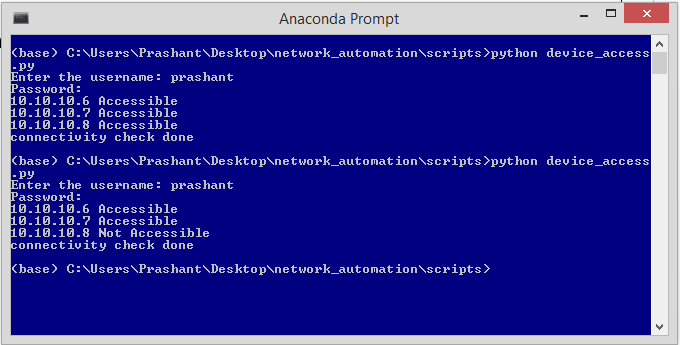 Anaconda Prompt
(base) C:\Users\Prashant\Desktop\network_automation\scripts>python device_access
.py
Enter the username: prashant
Password:
10.10.10.6 Accessible
10.10.10.7 Accessible
10.10.10.8 Accessible
connectivity check done
(base) C:\Users\Prashant\Desktop\network_automation\scripts>python device_access
.py
Enter the username: prashant
Password:
10.10.10.6 Accessible
10.10.10.7 Accessible
10.10.10.8 Not Accessible
connectivity check done
(base) C:\Users\Prashant\Desktop\network_automation\scripts>